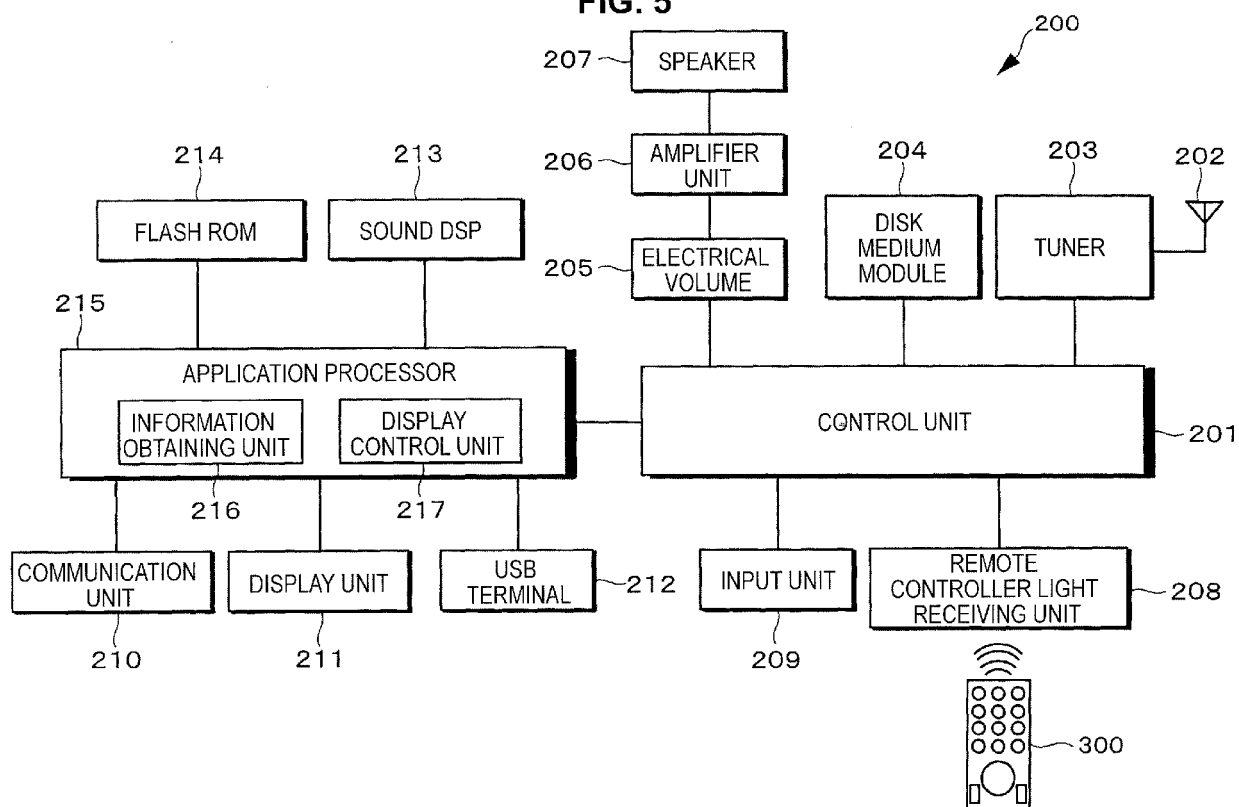 FIG. 5
200
207
SPEAKER
206
AMPLIFIER
UNIT
204
203
202
214
213
FLASH ROM
SOUND DSP
205
ELECTRICAL
VOLUME
DISK
MEDIUM
MODULE
TUNER
215
APPLICATION PROCESSOR
INFORMATION
OBTAINING UNIT
DISPLAY
CONTROL UNIT
CONTROL UNIT
201
216
217
COMMUNICATION
UNIT
DISPLAY UNIT
USB
TERMINAL
212
INPUT UNIT
REMOTE
CONTROLLER LIGHT
RECEIVING UNIT
208
210
211
209
300